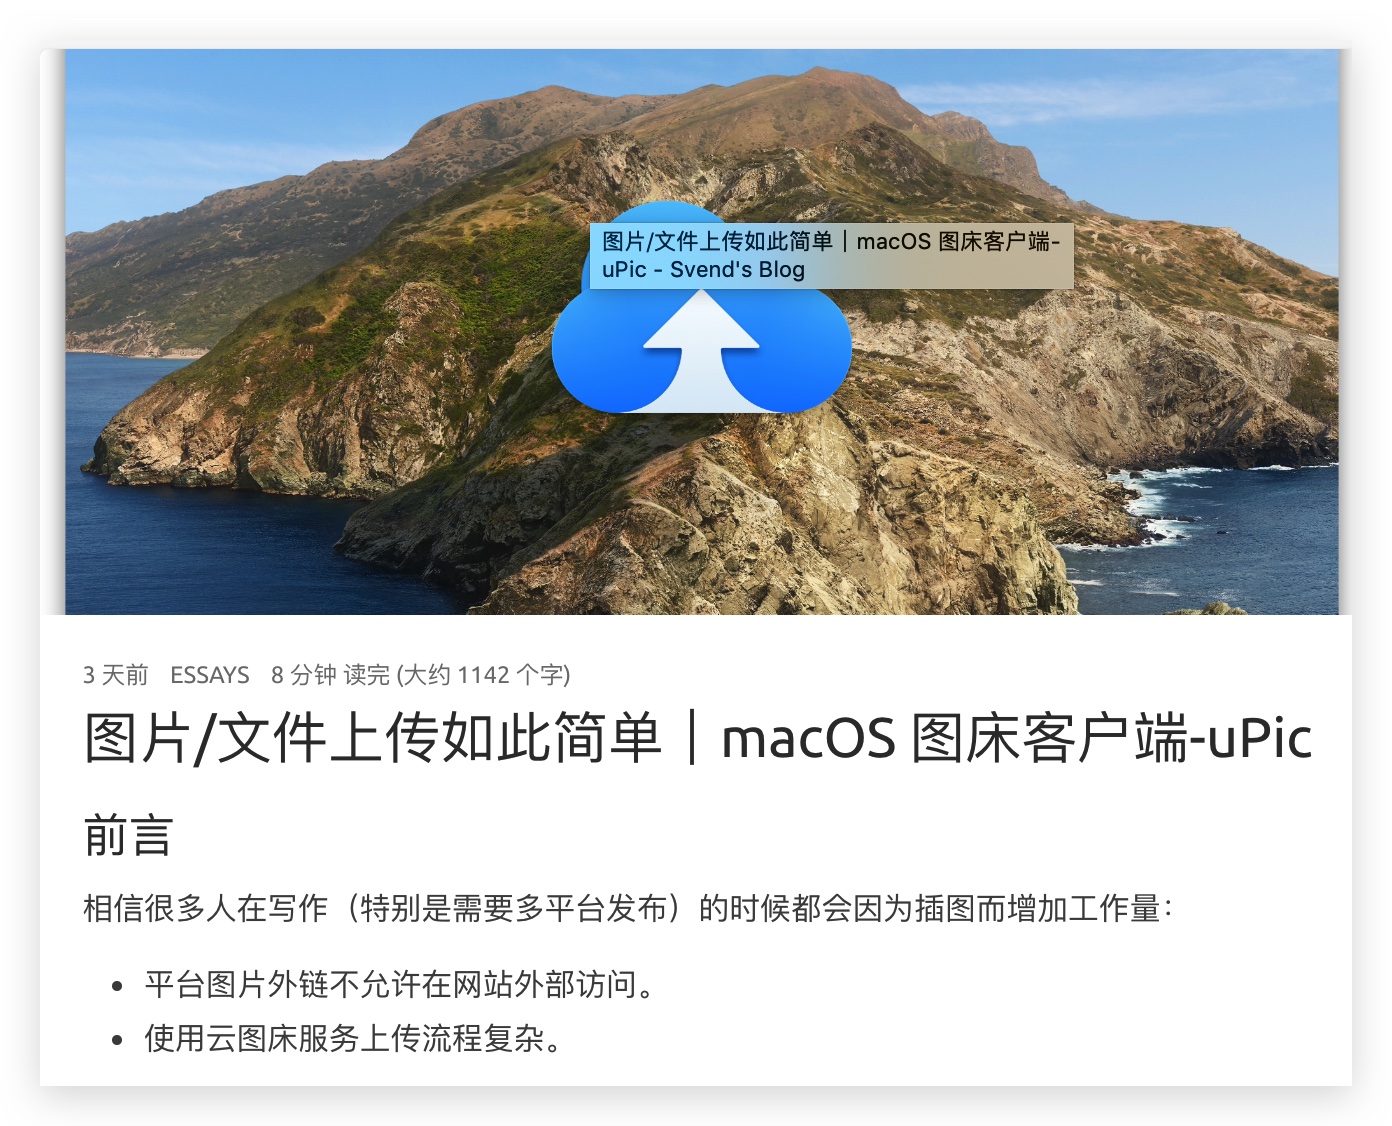 图片/文件上传如此简单｜macOS 图床客户端-
uPic - Svend's Blog
3 天前 ESSAYS 8 分钟 读完 (大约 1142 个字)
图片/文件上传如此简单｜macOS 图床客户端-uPic
前言
相信很多人在写作（特别是需要多平台发布）的时候都会因为插图而增加工作量：
• 平台图片外链不允许在网站外部访问。
• 使用云图床服务上传流程复杂。